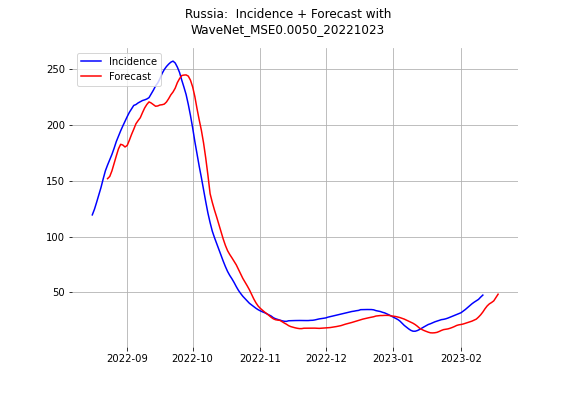 Russia:  Incidence + Forecast with
WaveNet_MSE0.0050_20221023
Incidence
Forecast
250
200
150
100
50
2022-09 2022-10 2022-11 2022-12 2023-01 2023-02